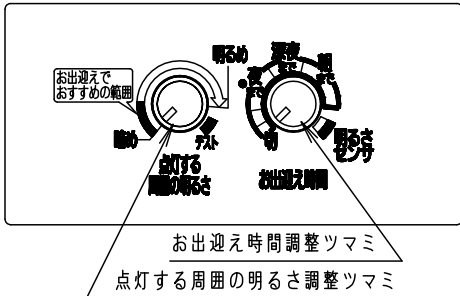 明るめ
お出迎えで
おすすめの範囲
暗め
テスト
点灯する
周囲の明るさ
深夜
まで
朝
まで
夜
まで
切
明るさ
センサ
お出迎え時間
お出迎え時間調整ツマミ
点灯する周囲の明るさ調整ツマミ